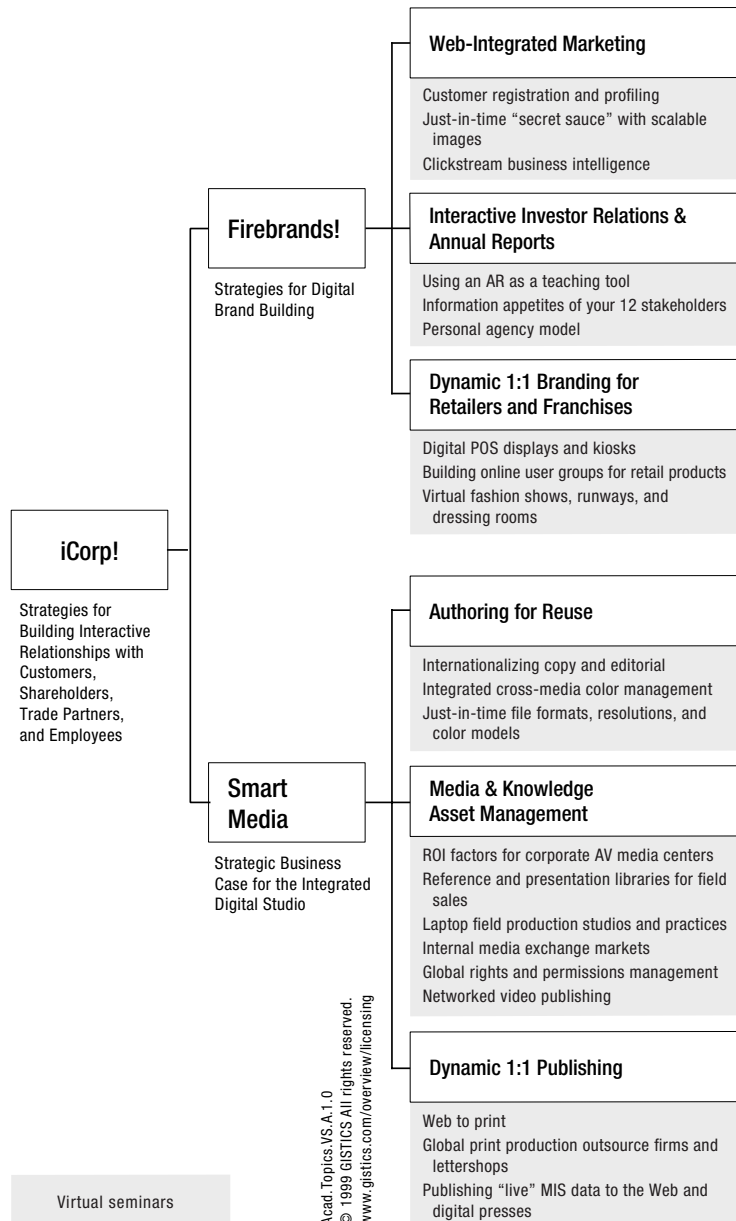 Web-Integrated Marketing
Customer registration and profiling
Just-in-time “secret sauce” with scalable
images
Clickstream business intelligence
Firebrands!
Strategies for Digital
Brand Building
Interactive Investor Relations &
Annual Reports
Using an AR as a teaching tool
Information appetites of your 12 stakeholders
Personal agency model
Dynamic 1:1 Branding for
Retailers and Franchises
Digital POS displays and kiosks
Building online user groups for retail products
Virtual fashion shows, runways, and
dressing rooms
iCorp!
Strategies for
Building Interactive
Relationships with
Customers,
Shareholders,
Trade Partners,
and Employees
Authoring for Reuse
Internationalizing copy and editorial
Integrated cross-media color management
Just-in-time file formats, resolutions, and
color models
Smart
Media
Strategic Business
Case for the Integrated
Digital Studio
Media & Knowledge
Asset Management
ROI factors for corporate AV media centers
Reference and presentation libraries for field
sales
Laptop field production studios and practices
Internal media exchange markets
Global rights and permissions management
Networked video publishing
Dynamic 1:1 Publishing
Web to print
Global print production outsource firms and
lettershops
Publishing “live” MIS data to the Web and
digital presses
Virtual seminars
Acad.Topics.VS.A.1.0
© 1999 GISTICS All rights reserved.
www.gistics.com/overview/licensing